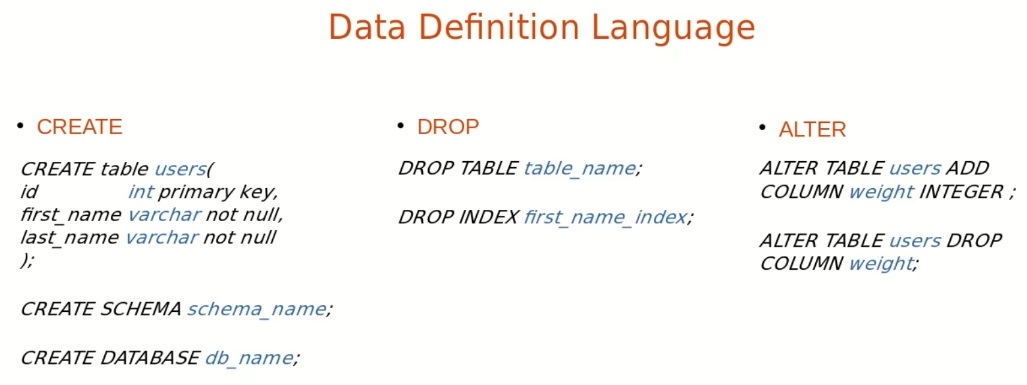 Data Definition Language
• CREATE
CREATE table users(
id int primary key,
first_name varchar not null,
last_name varchar not null
);
CREATE SCHEMA schema_name;
CREATE DATABASE db_name;
• DROP
DROP TABLE table_name;
DROP INDEX first_name_index;
• ALTER
ALTER TABLE users ADD
COLUMN weight INTEGER ;
ALTER TABLE users DROP
COLUMN weight;